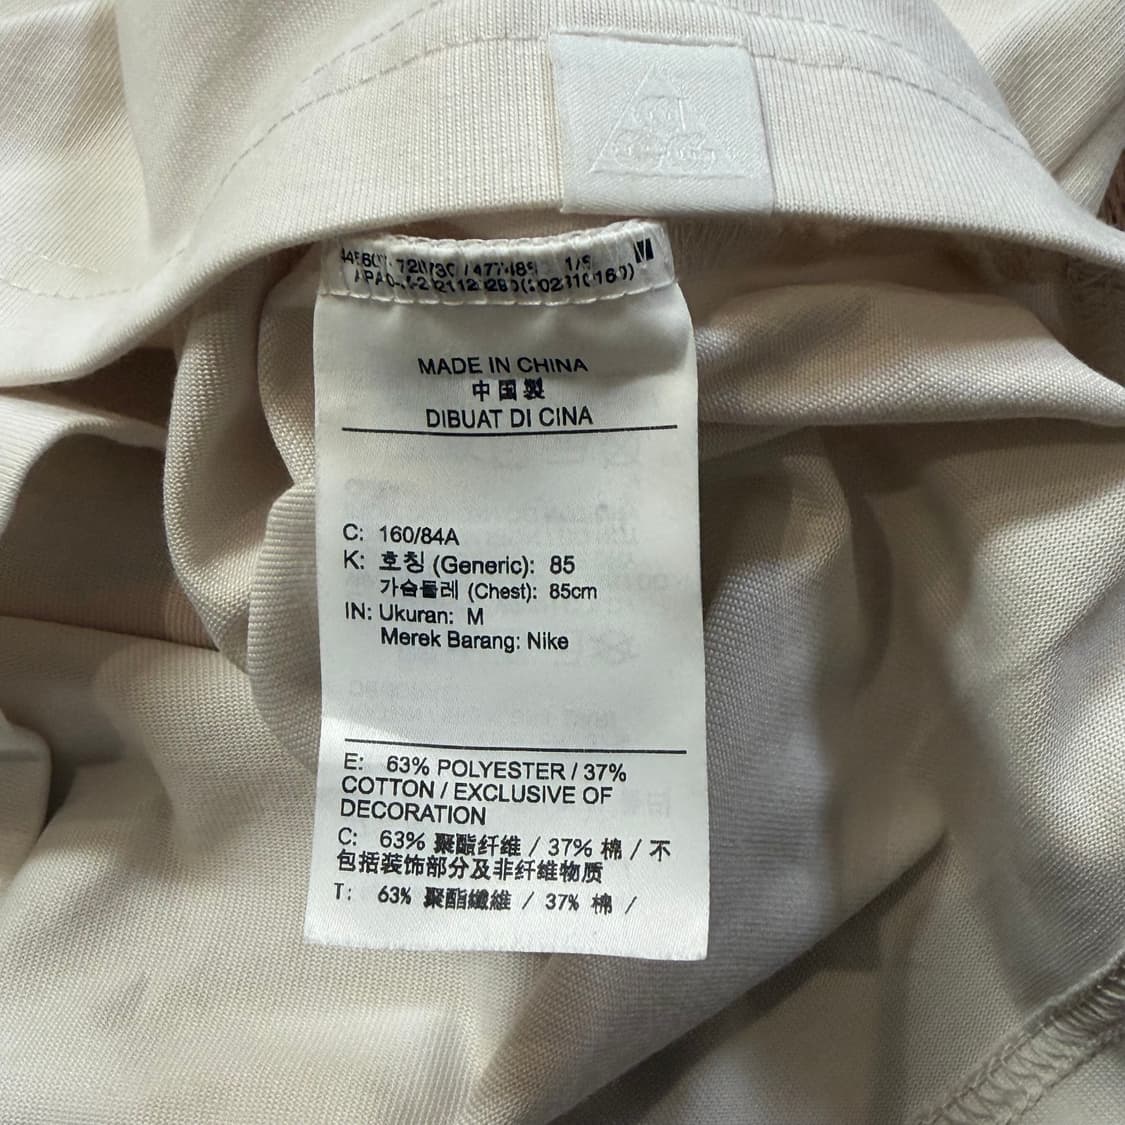 1/5 M
MADE IN CHINA
中国製
DIBUAT DI CINA
C: 160/84A
K: 호칭 (Generic): 85
가슴둘레 (Chest): 85cm
IN: Ukuran: M
Merek Barang: Nike
E: 63% POLYESTER / 37%
COTTON / EXCLUSIVE OF
DECORATION
C: 63% 聚酯纤维 / 37% 棉 / 不
包括装饰部分及非纤维物质
T: 63% 聚酯纖維 / 37% 棉 /